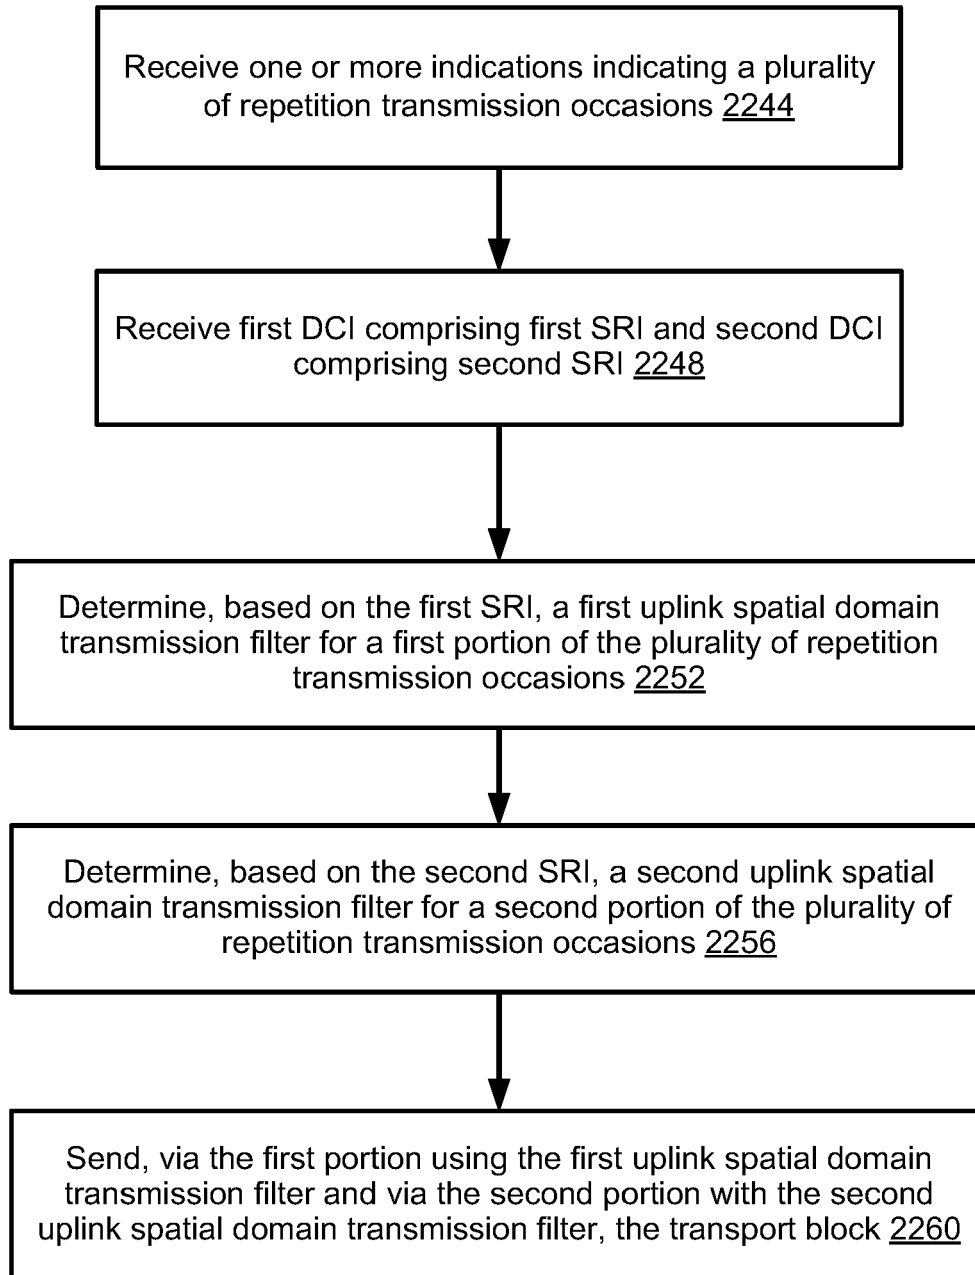 Receive one or more indications indicating a plurality
of repetition transmission occasions 2244
Receive first DCI comprising first SRI and second DCI
comprising second SRI 2248
Determine, based on the first SRI, a first uplink spatial domain
transmission filter for a first portion of the plurality of repetition
transmission occasions 2252
Determine, based on the second SRI, a second uplink spatial
domain transmission filter for a second portion of the plurality of
repetition transmission occasions 2256
Send, via the first portion using the first uplink spatial domain
transmission filter and via the second portion with the second
uplink spatial domain transmission filter, the transport block 2260